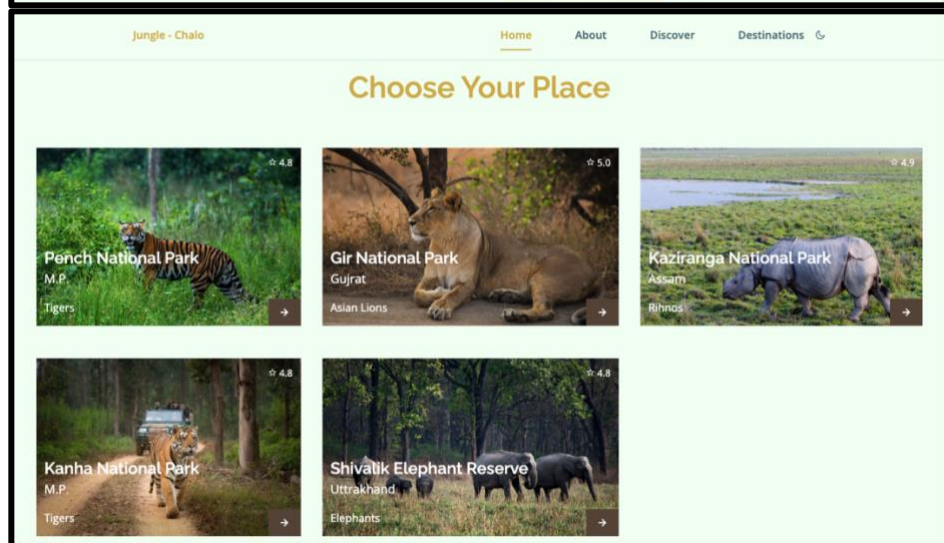 Jungle - Chalo Home About Discover Destinations
Choose Your Place
☆ 4.8
Pench National Park
M.P.
Tigers
→
☆ 5.0
Gir National Park
Gujrat
Asian Lions
→
☆ 4.9
Kaziranga National Park
Assam
Rihnos
→
☆ 4.8
Kanha National Park
M.P.
Tigers
→
☆ 4.8
Shivalik Elephant Reserve
Uttrakhand
Elephants
→